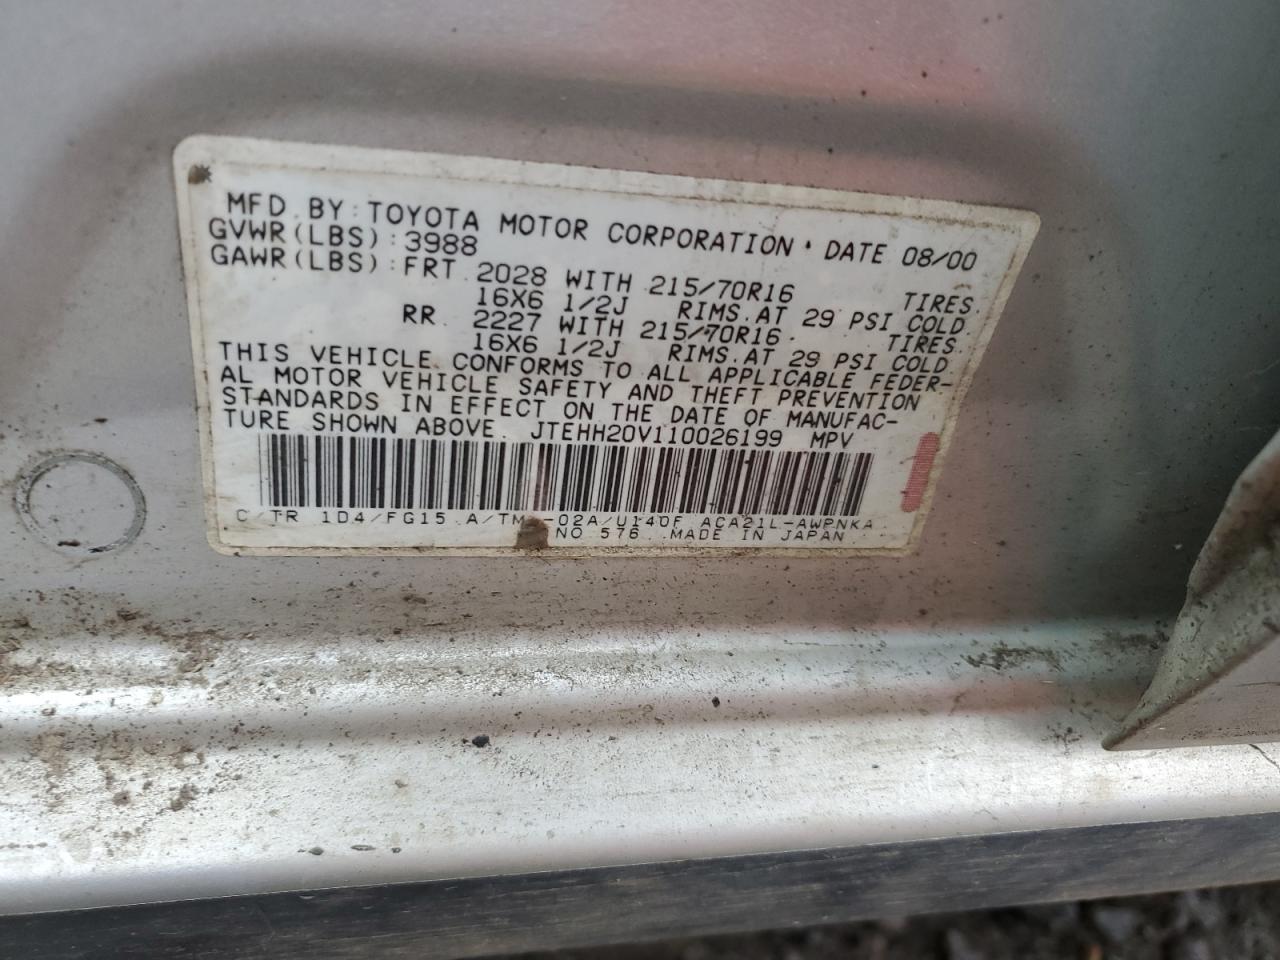 MFD. BY: TOYOTA MOTOR CORPORATION • DATE 08/00
GVWR(LBS): 3988
GAWR(LBS): FRT. 2028 WITH 215/70R16 TIRES.
16X6 1/2J RIMS. AT 29 PSI COLD.
RR. 2227 WITH 215/70R16. TIRES.
16X6 1/2J RIMS. AT 29 PSI COLD
THIS VEHICLE CONFORMS TO ALL APPLICABLE FEDER-
AL MOTOR VEHICLE SAFETY AND THEFT PREVENTION
STANDARDS IN EFFECT ON THE DATE OF MANUFAC-
TURE SHOWN ABOVE. JTEHH20V110026199 MPV
C/TR 1D4/FG15 A/TM -02A/U140F ACA21L-AWPNKA
NO 576 MADE IN JAPAN